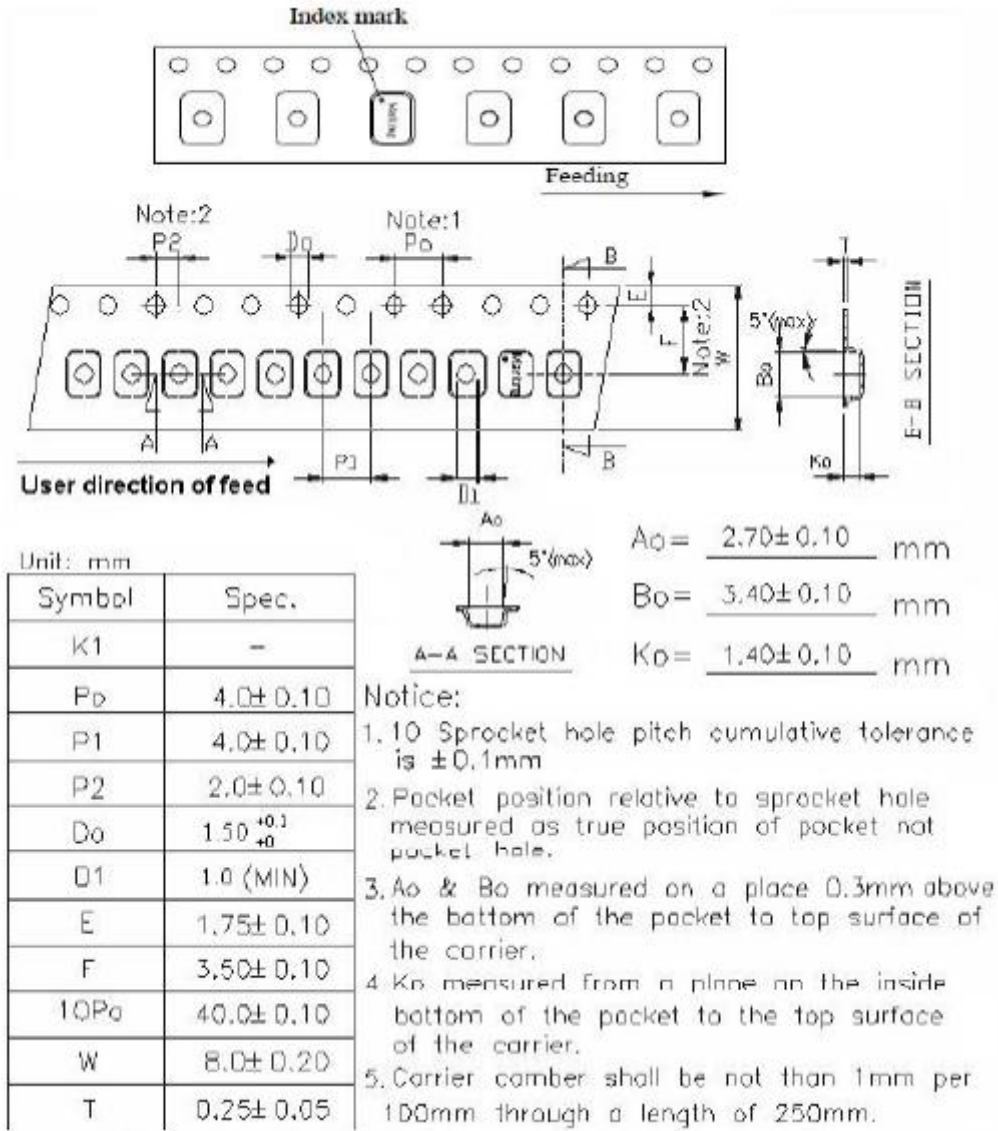 Index mark
Marking
Feeding
Note:2
P2
Do
Note:1
Po
B
E
F
Note:2
W
T
5°(max)
Bo
Ko
B-B SECTION
Marking
A
A
P1
D1
B
User direction of feed
Ao
5°(max)
A-A SECTION
Ao= 2.70±0.10 mm
Bo= 3.40±0.10 mm
Ko= 1.40±0.10 mm
Unit: mm
Symbol Spec.
K1 -
Po 4.0±0.10
P1 4.0±0.10
P2 2.0±0.10
Do 1.50 +0.1 +0
D1 1.0 (MIN)
E 1.75±0.10
F 3.50±0.10
10Po 40.0±0.10
W 8.0±0.20
T 0.25±0.05
Notice:
1. 10 Sprocket hole pitch cumulative tolerance
is ±0.1mm
2. Pocket position relative to sprocket hole
measured as true position of pocket not
pocket hole.
3. Ao & Bo measured on a place 0.3mm above
the bottom of the pocket to top surface of
the carrier.
4 Ko measured from a plane on the inside
bottom of the pocket to the top surface
of the carrier.
5. Carrier camber shall be not than 1mm per
100mm through a length of 250mm.